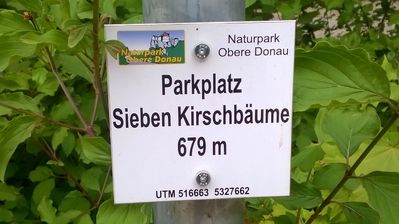 Naturpark
Obere Donau
Naturpark
Obere Donau
Parkplatz
Sieben Kirschbäume
679 m
UTM 516663 5327662